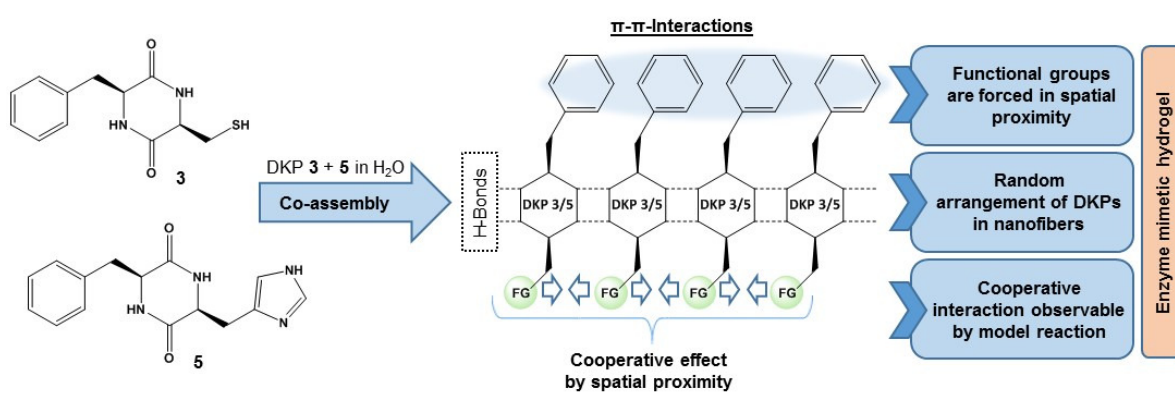 O
NH
HN
SH
O
3
O
NH
HN
O
NH
N
5
DKP 3 + 5 in H₂O
Co-assembly
π-π-Interactions
H-Bonds
DKP 3/5
DKP 3/5
DKP 3/5
DKP 3/5
FG
FG
FG
FG
Cooperative effect
by spatial proximity
Functional groups
are forced in spatial
proximity
Random
arrangement of DKPs
in nanofibers
Cooperative
interaction observable
by model reaction
Enzyme mimetic hydrogel